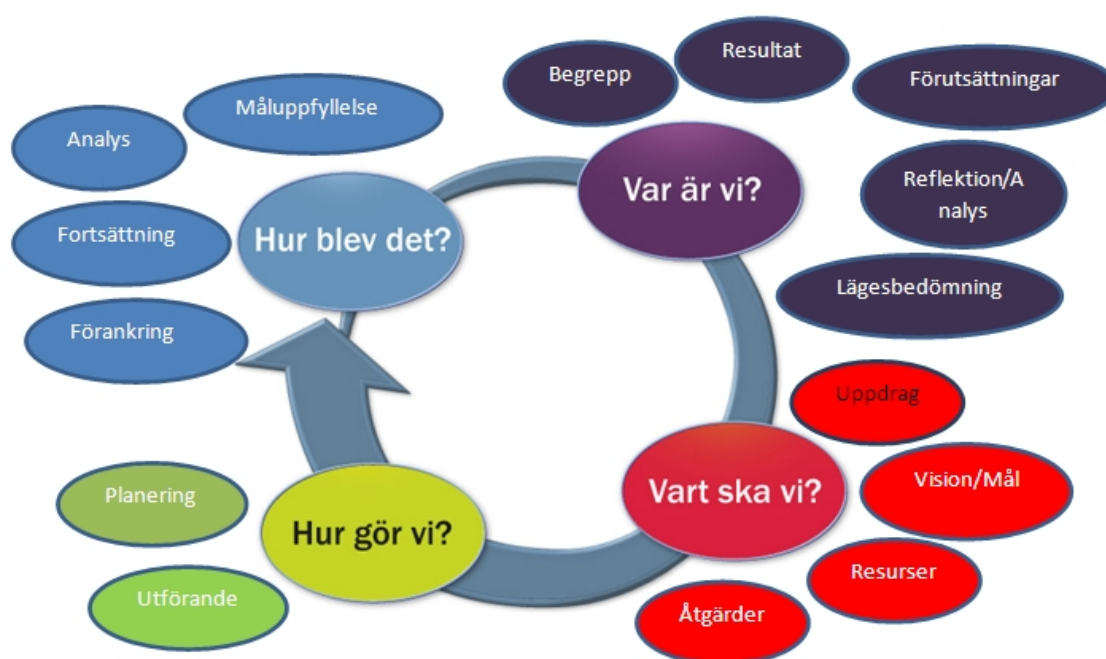 Begrepp
Resultat
Förutsättningar
Reflektion/A
nalys
Lägesbedömning
Var är vi?
Uppdrag
Vision/Mål
Resurser
Åtgärder
Vart ska vi?
Hur gör vi?
Planering
Utförande
Hur blev det?
Måluppfyllelse
Analys
Fortsättning
Förankring